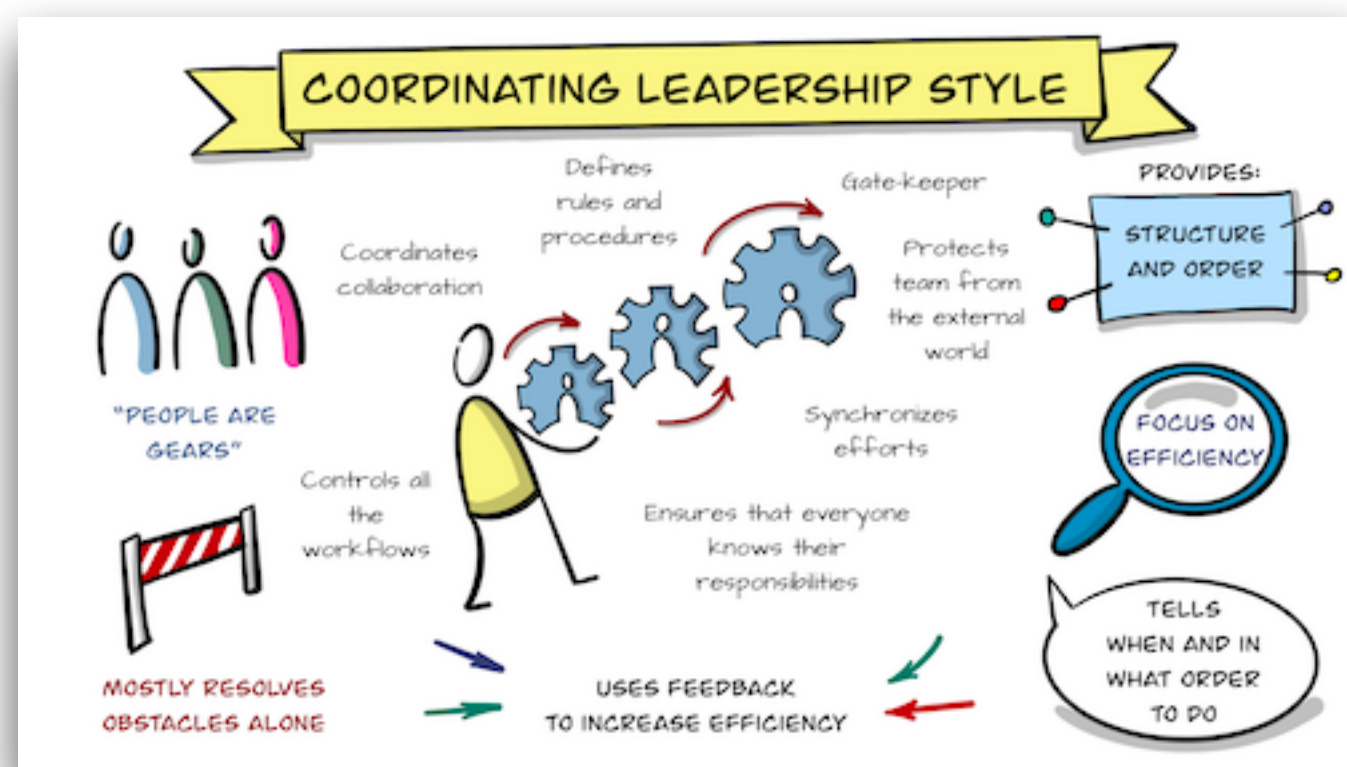 COORDINATING LEADERSHIP STYLE
Defines
rules and
procedures
Gate-keeper
PROVIDES:
STRUCTURE
AND ORDER
Coordinates
collaboration
Protects
team from
the external
world
"PEOPLE ARE
GEARS"
Synchronizes
efforts
FOCUS ON
EFFICIENCY
Controls all
the
workflows
Ensures that everyone
knows their
responsibilities
TELLS
WHEN AND IN
WHAT ORDER
TO DO
MOSTLY RESOLVES
OBSTACLES ALONE
USES FEEDBACK
TO INCREASE EFFICIENCY